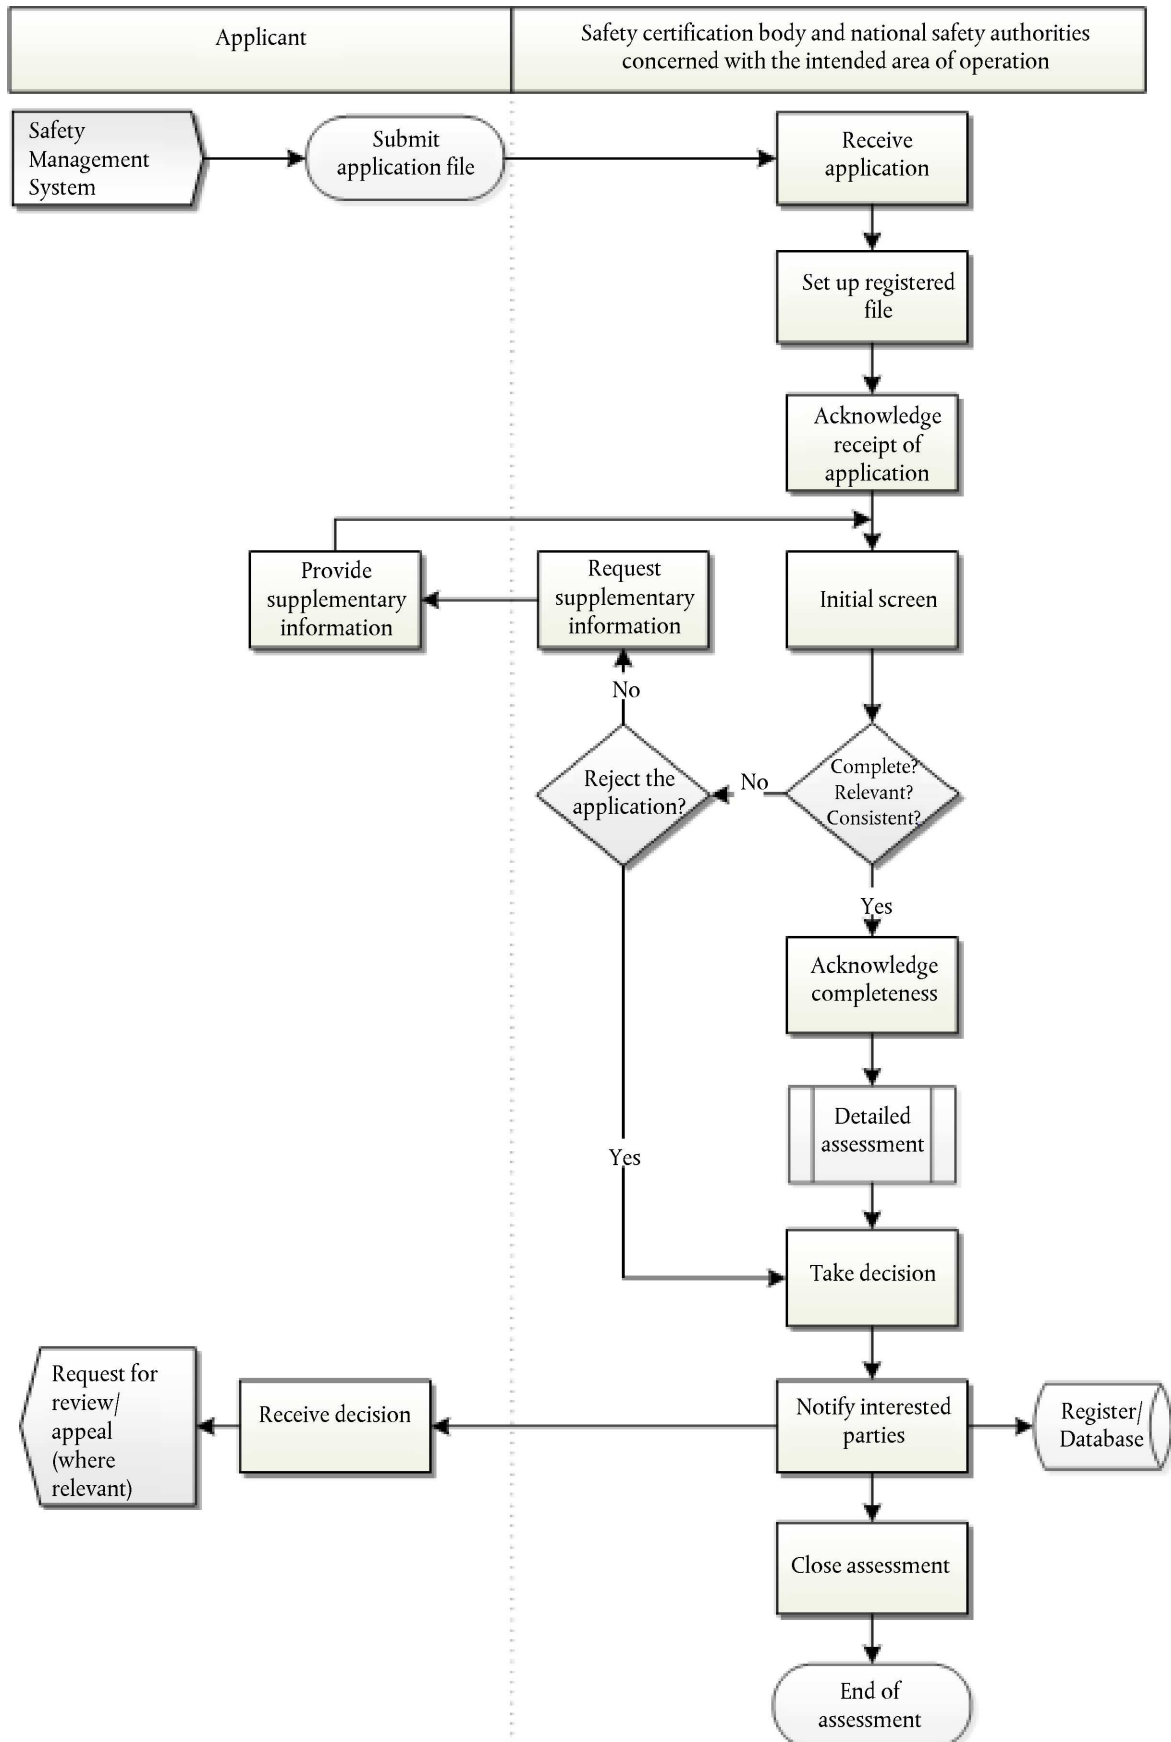 Applicant
Safety certification body and national safety authorities
concerned with the intended area of operation
Safety
Management
System
Submit
application file
Receive
application
Set up registered
file
Acknowledge
receipt of
application
Provide
supplementary
information
Request
supplementary
information
Initial screen
No
Reject the
application?
No
Complete?
Relevant?
Consistent?
Yes
Acknowledge
completeness
Detailed
assessment
Yes
Take decision
Request for
review/
appeal
(where
relevant)
Receive decision
Notify interested
parties
Register/
Database
Close assessment
End of
assessment